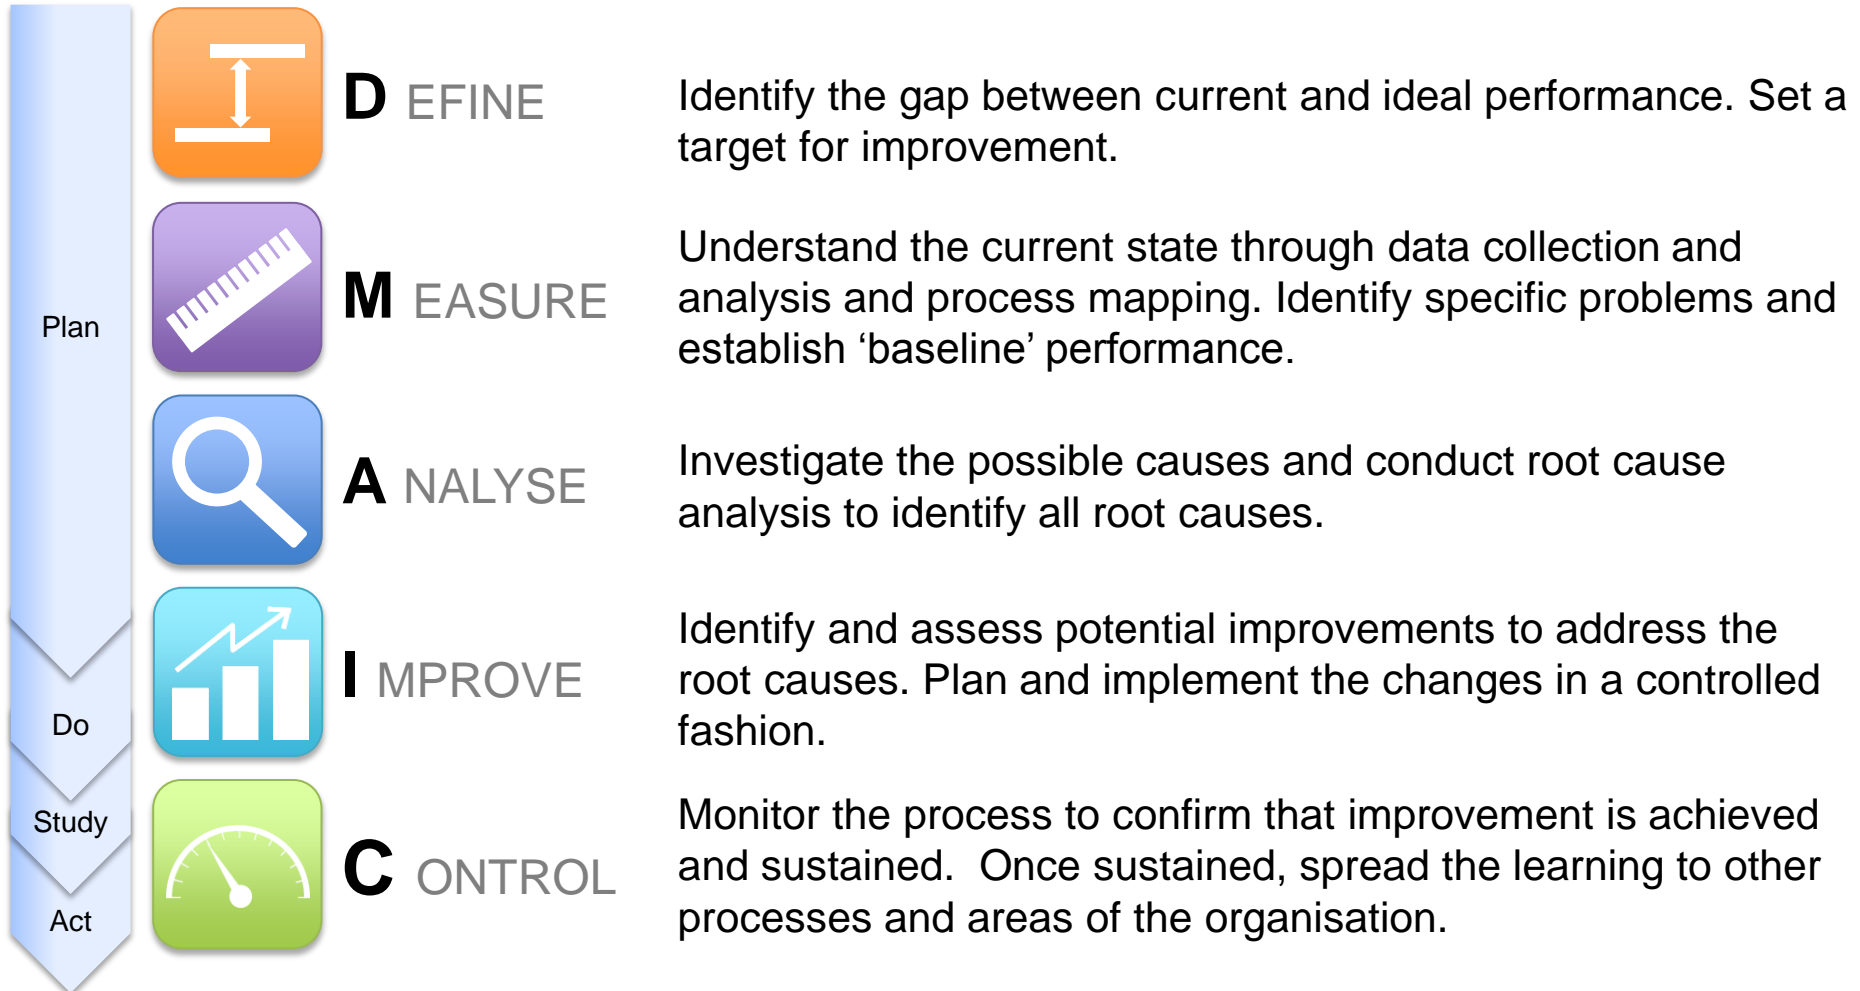 Plan
Do
Study
Act
D EFINE
Identify the gap between current and ideal performance. Set a
target for improvement.
M EASURE
Understand the current state through data collection and
analysis and process mapping. Identify specific problems and
establish ‘baseline’ performance.
A NALYSE
Investigate the possible causes and conduct root cause
analysis to identify all root causes.
I MPROVE
Identify and assess potential improvements to address the
root causes. Plan and implement the changes in a controlled
fashion.
C ONTROL
Monitor the process to confirm that improvement is achieved
and sustained.  Once sustained, spread the learning to other
processes and areas of the organisation.